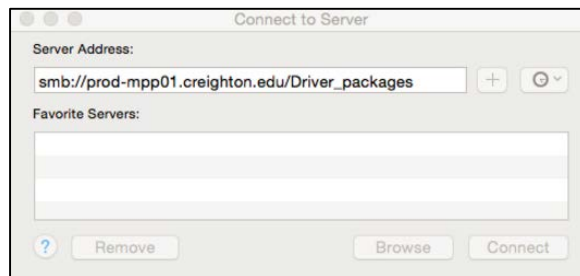 Connect to Server
Server Address:
smb://prod-mpp01.creighton.edu/Driver_packages
+
Favorite Servers:
? Remove Browse Connect